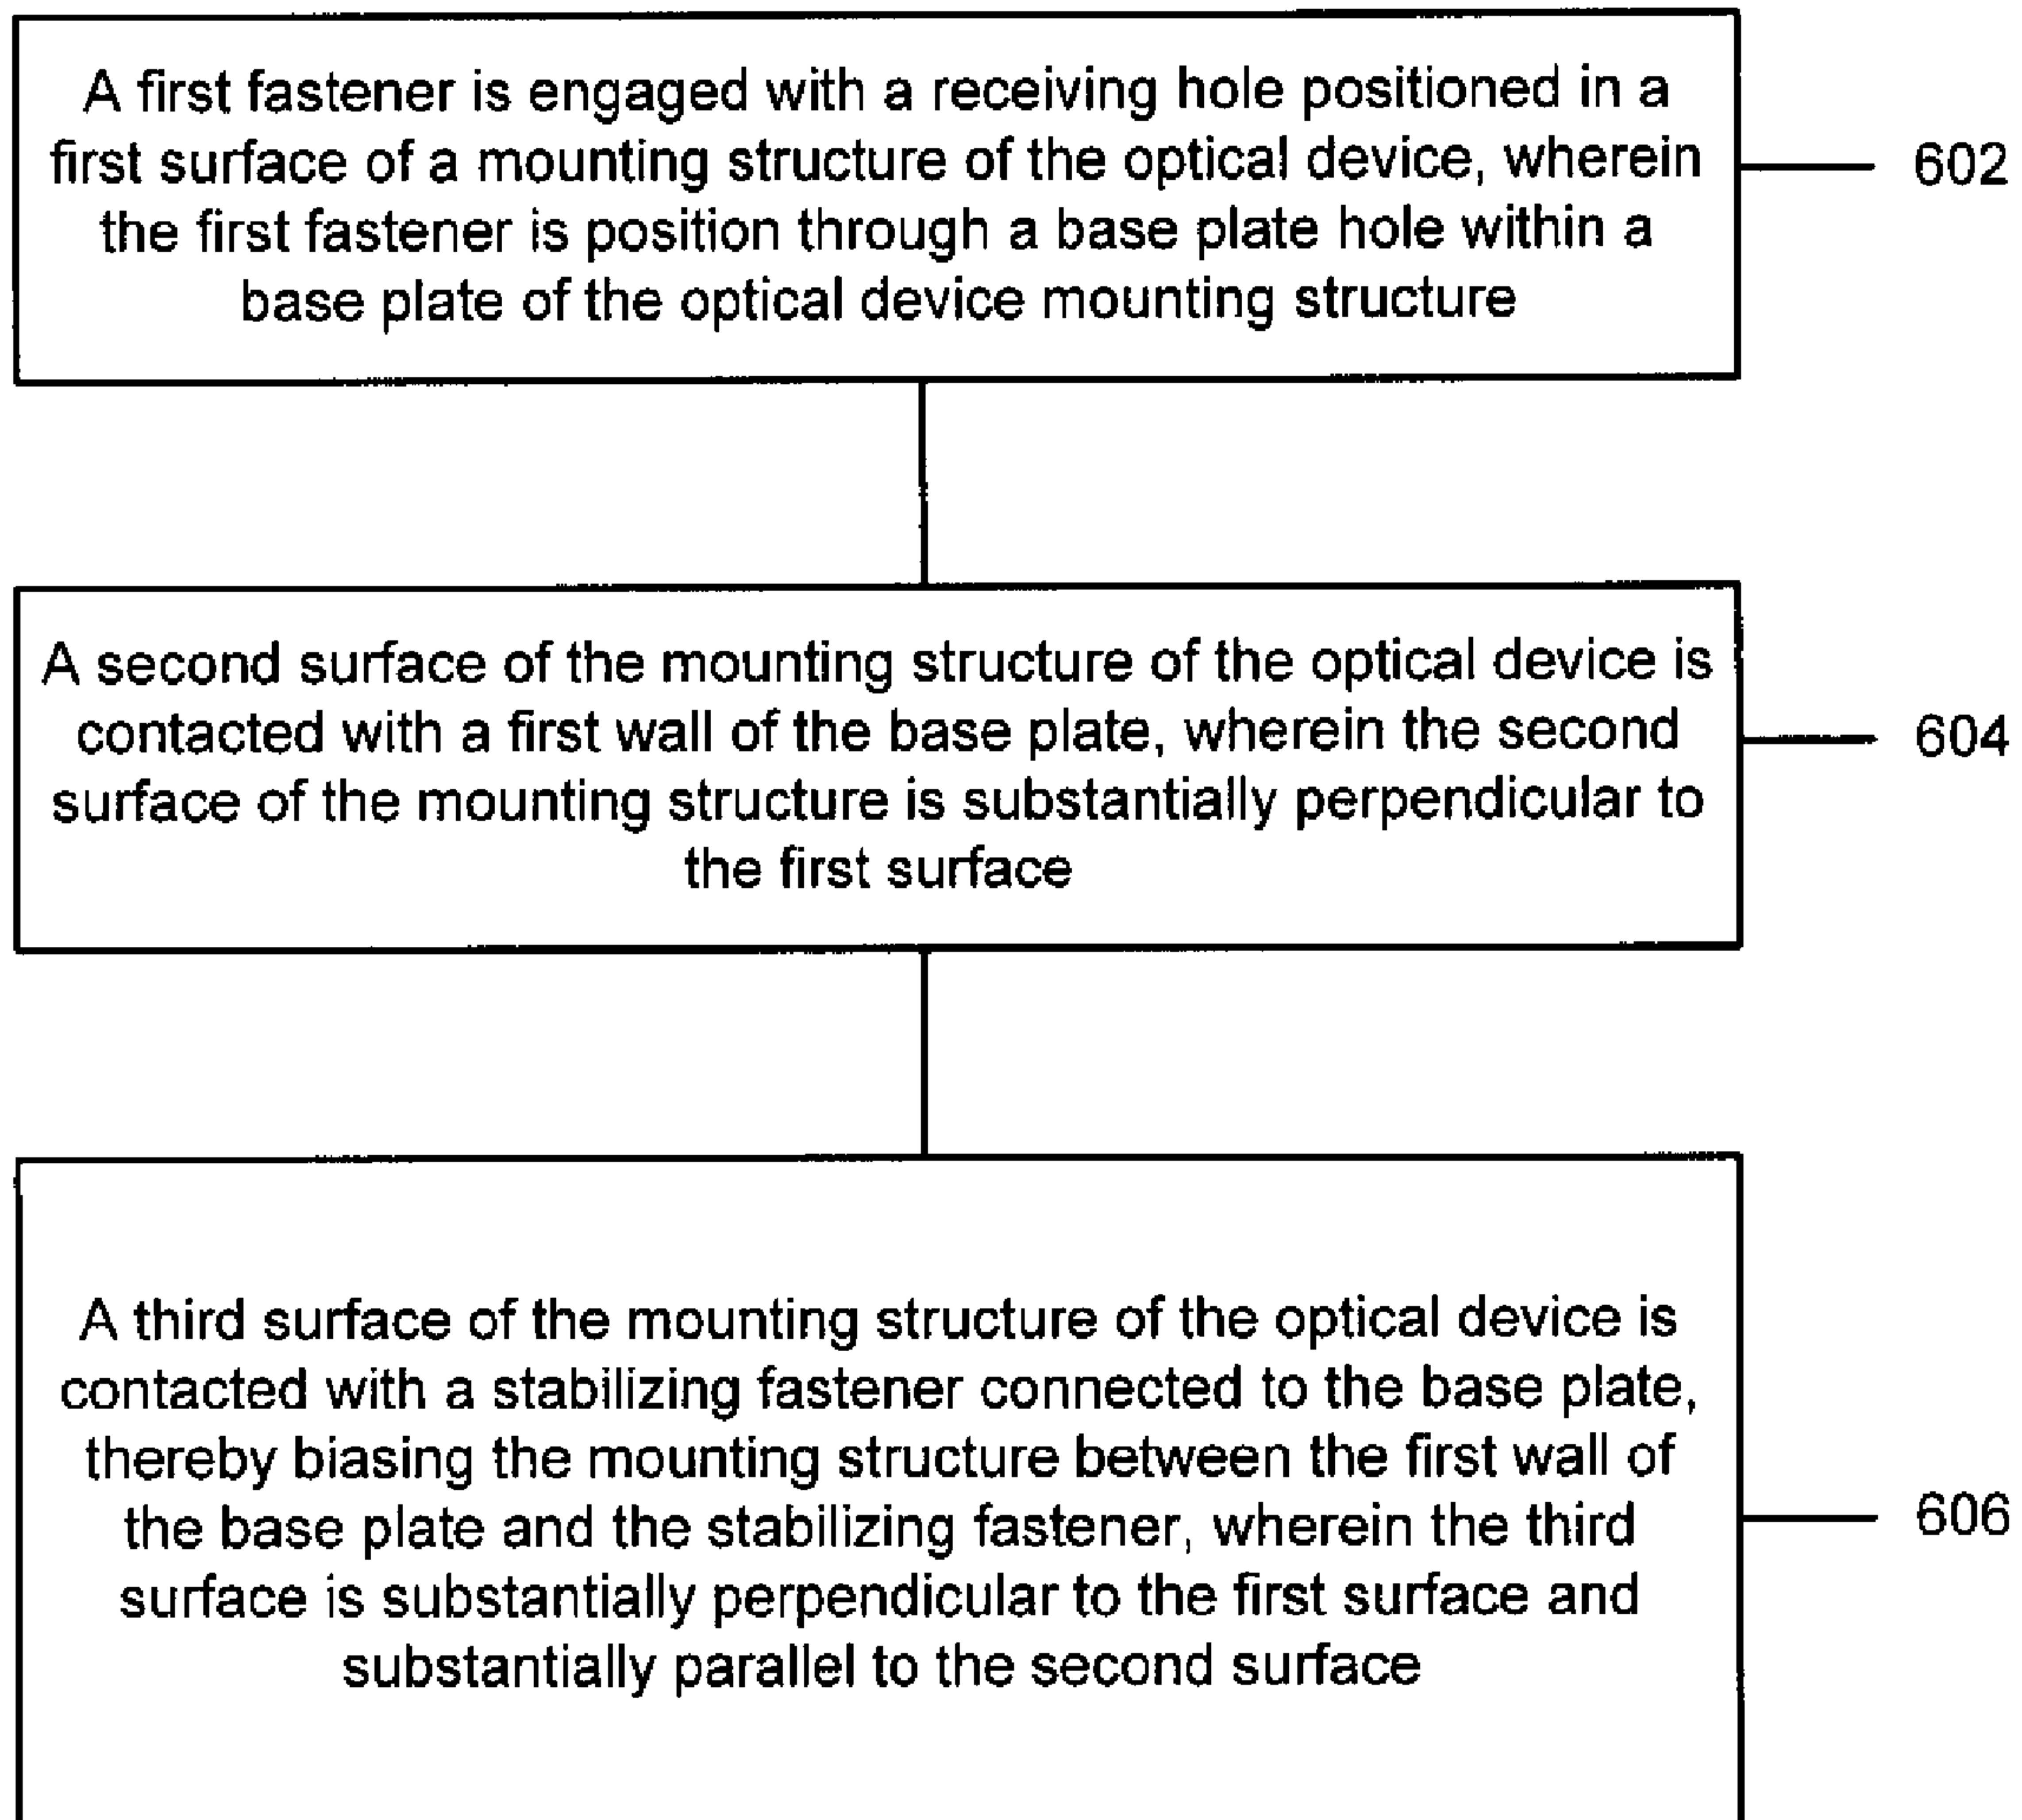 A first fastener is engaged with a receiving hole positioned in a
first surface of a mounting structure of the optical device, wherein
the first fastener is position through a base plate hole within a
base plate of the optical device mounting structure
602
A second surface of the mounting structure of the optical device is
contacted with a first wall of the base plate, wherein the second
surface of the mounting structure is substantially perpendicular to
the first surface
604
A third surface of the mounting structure of the optical device is
contacted with a stabilizing fastener connected to the base plate,
thereby biasing the mounting structure between the first wall of
the base plate and the stabilizing fastener, wherein the third
surface is substantially perpendicular to the first surface and
substantially parallel to the second surface
606